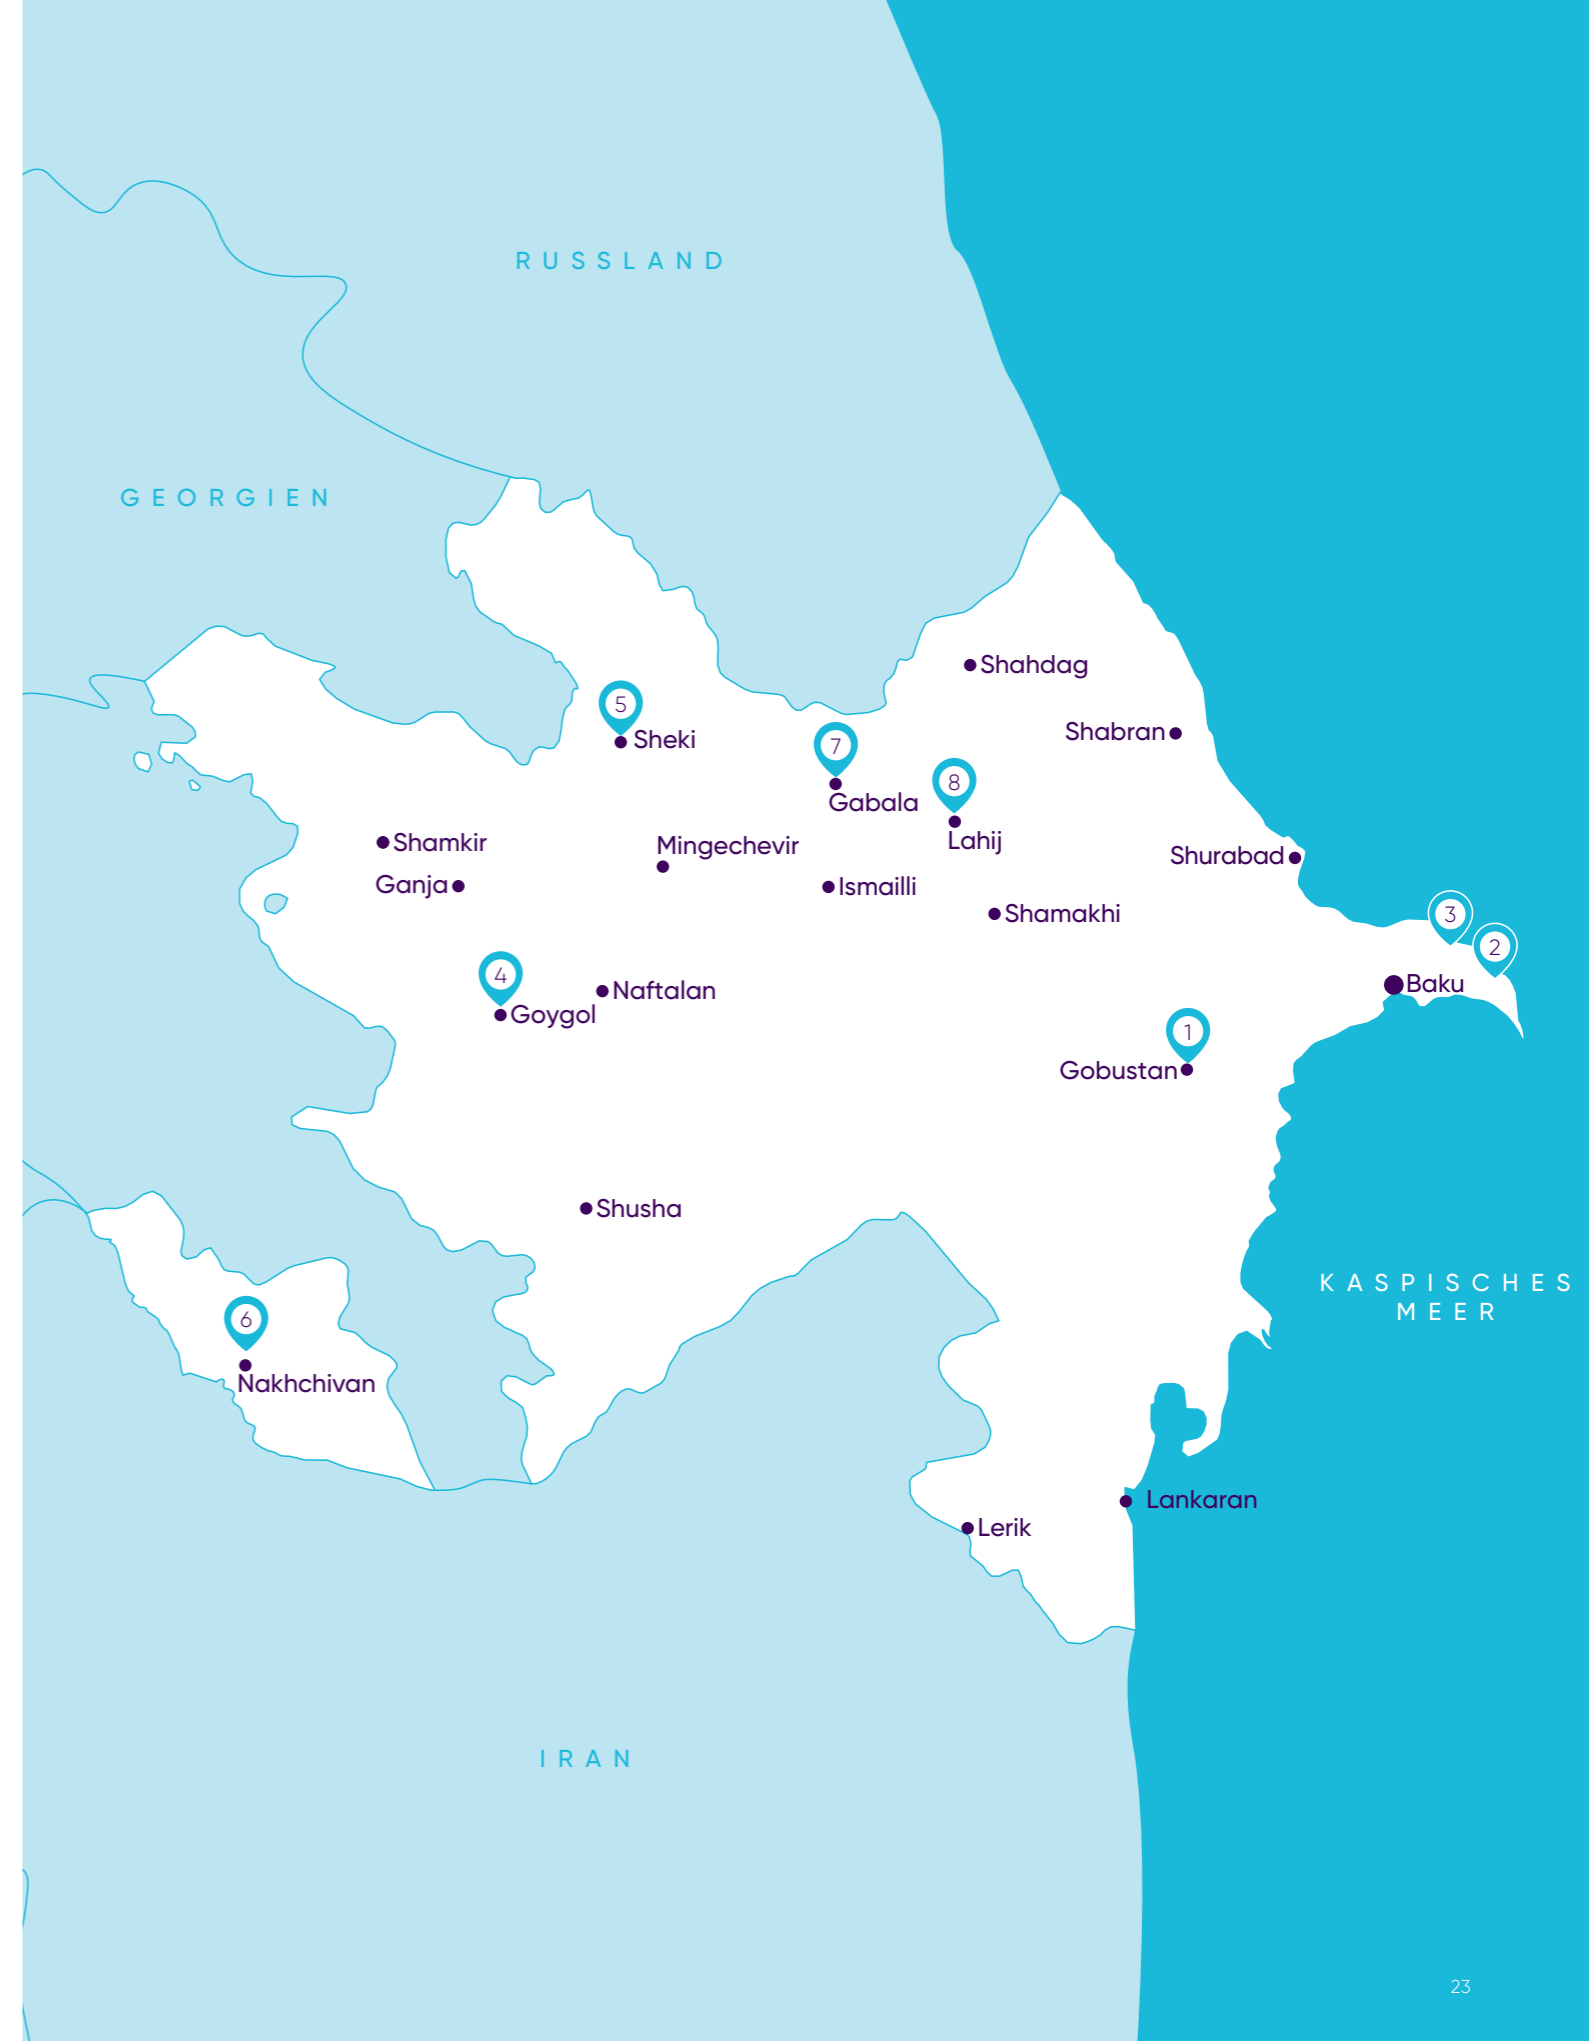 RUSSLAND
GEORGIEN
Shahdag
5
Sheki
Shabran
7
Gabala
8
Lahij
Shamkir
Mingechevir
Shurabad
Ganja
Ismailli
Shamakhi
3
2
4
Naftalan
Baku
Goygol
1
Gobustan
Shusha
KASPISCHES
MEER
6
Nakhchivan
Lankaran
Lerik
IRAN
23